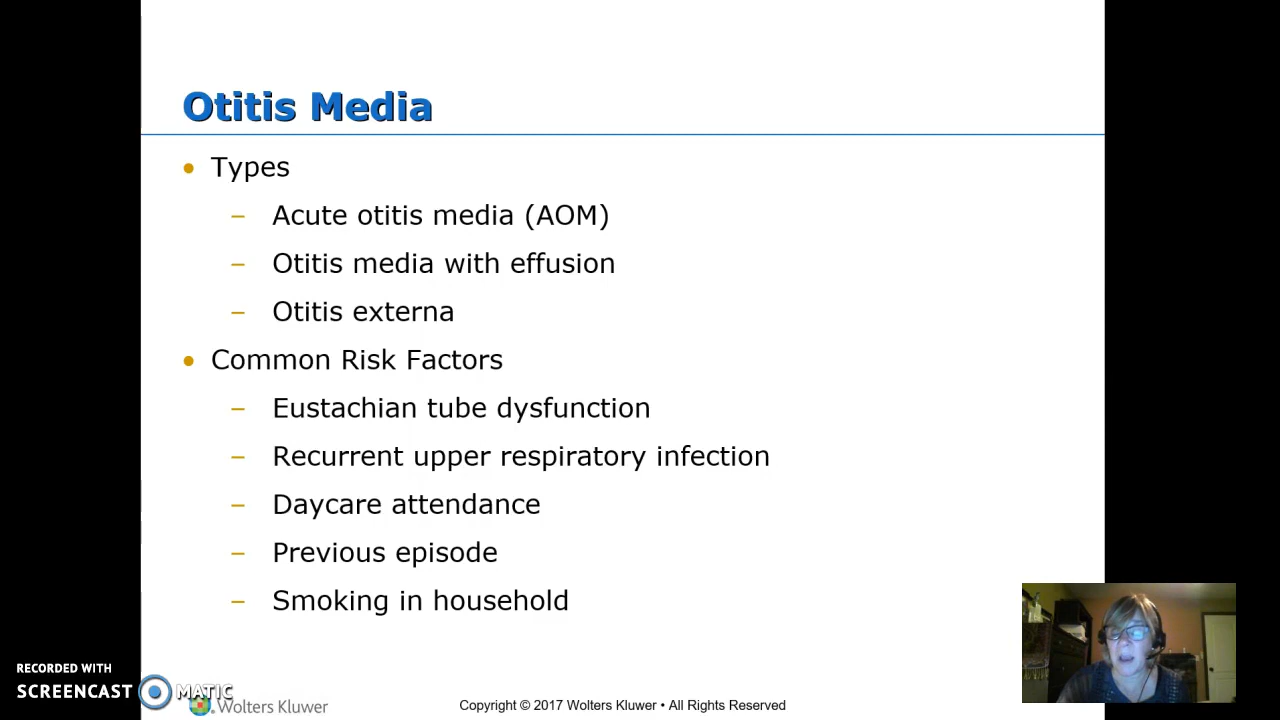 Otitis Media
• Types
– Acute otitis media (AOM)
– Otitis media with effusion
– Otitis externa
• Common Risk Factors
– Eustachian tube dysfunction
– Recurrent upper respiratory infection
– Daycare attendance
– Previous episode
– Smoking in household
RECORDED WITH
SCREENCAST MATIC
Wolters Kluwer
Copyright © 2017 Wolters Kluwer • All Rights Reserved